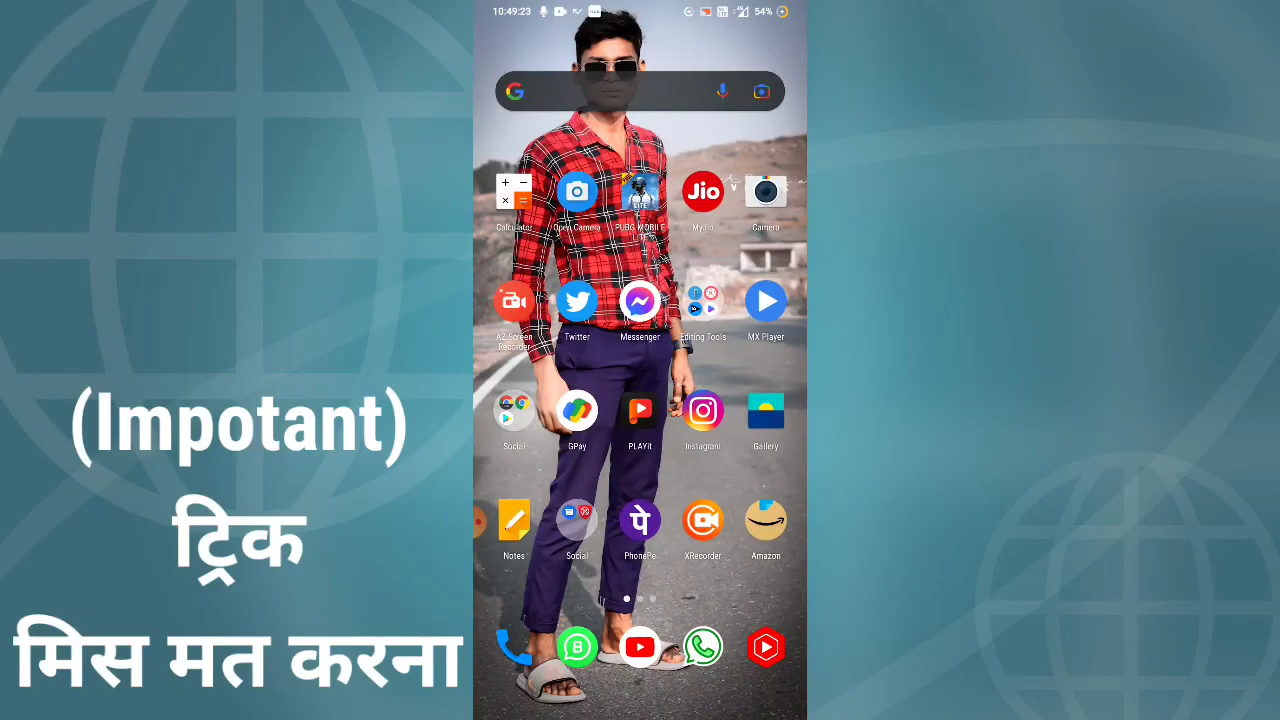 10:49:23
54%
Calculator
Open Camera
PUBG MOBILE LITE
Jio
MyJio
Camera
AZ Screen Recorder
Twitter
Messenger
Editing Tools
MX Player
Social
GPay
PLAYit
Instagram
Gallery
Notes
Social
PhonePe
XRecorder
Amazon
(Impotant)
ट्रिक
मिस मत करना